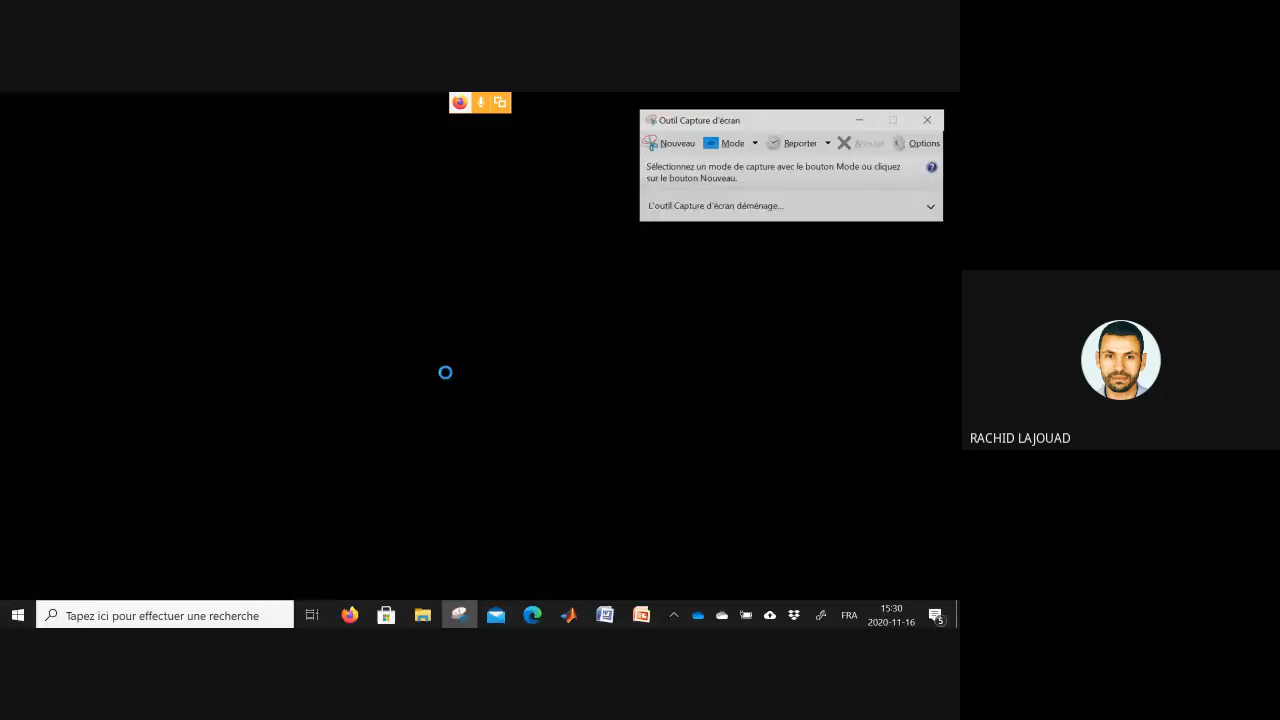 Outil Capture d'écran
Nouveau Mode Reporter Annuler Options
Sélectionnez un mode de capture avec le bouton Mode ou cliquez
sur le bouton Nouveau.
L'outil Capture d'écran déménage...
RACHID LAJOUAD
Tapez ici pour effectuer une recherche
FRA
15:30
2020-11-16
5